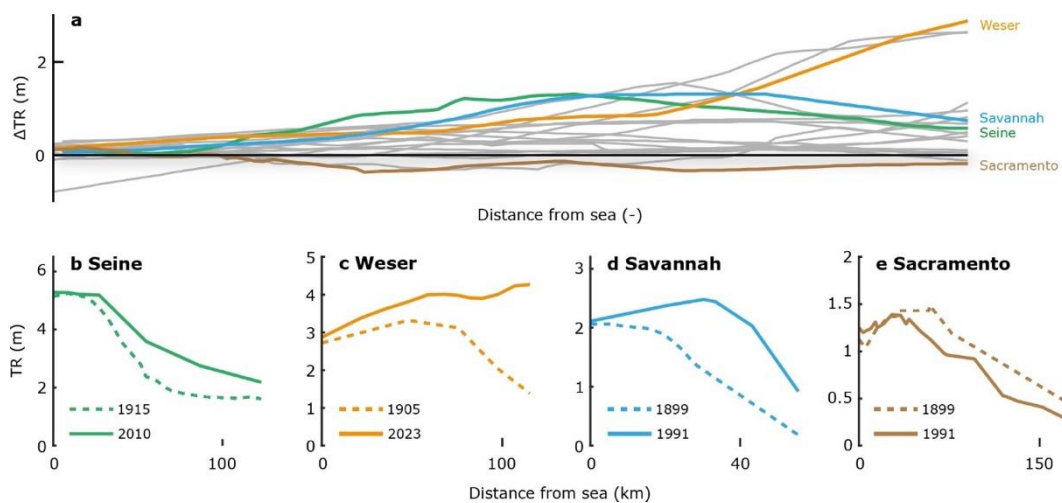 a
ΔTR (m)
2
0
Weser
Savannah
Seine
Sacramento
Distance from sea (-)
b Seine
c Weser
d Savannah
e Sacramento
TR (m)
6
4
2
0
1915
2010
0
100
5
4
3
2
1
0
1905
2023
0
100
3
2
1
0
1899
1991
0
40
2
1.5
1
0.5
0
1899
1991
0
150
Distance from sea (km)